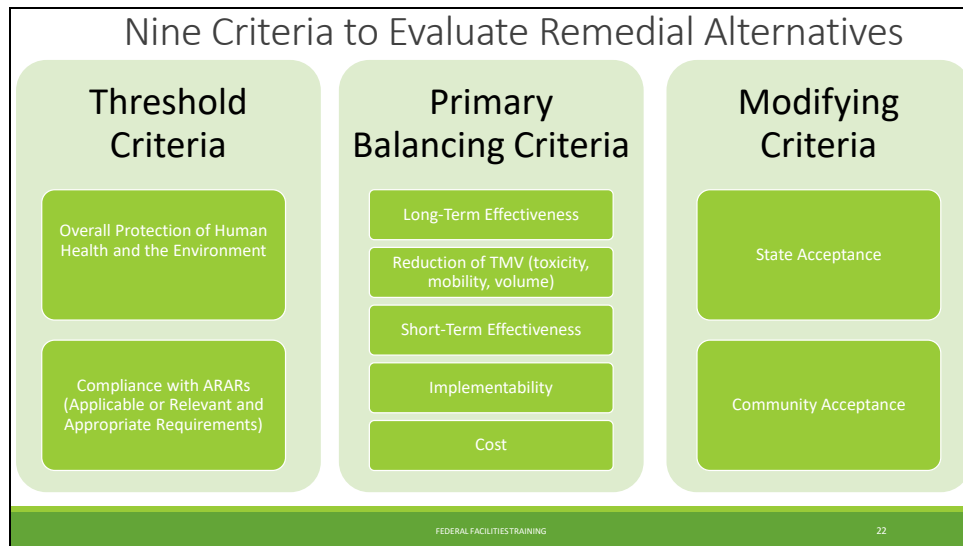 Nine Criteria to Evaluate Remedial Alternatives
Threshold
Criteria
Overall Protection of Human
Health and the Environment
Compliance with ARARs
(Applicable or Relevant and
Appropriate Requirements)
Primary
Balancing Criteria
Long-Term Effectiveness
Reduction of TMV (toxicity,
mobility, volume)
Short-Term Effectiveness
Implementability
Cost
Modifying
Criteria
State Acceptance
Community Acceptance
FEDERAL FACILITIES TRAINING
22